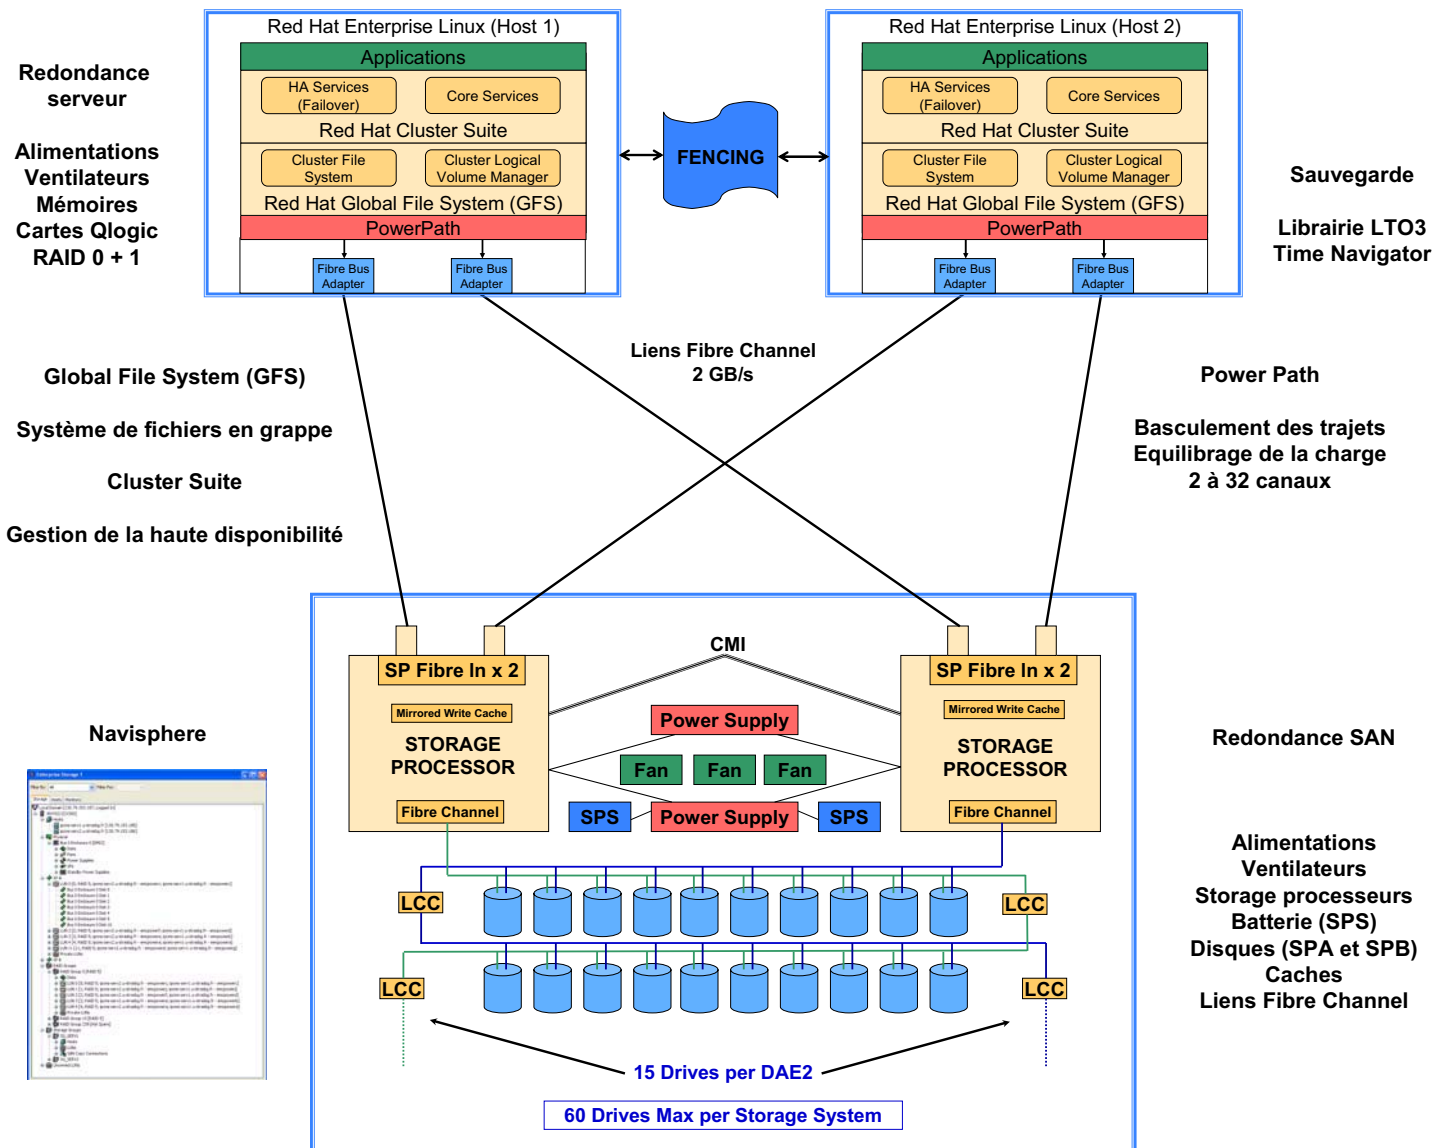 Red Hat Enterprise Linux (Host 1)
Applications
HA Services
(Failover)
Core Services
Red Hat Cluster Suite
Cluster File
System
Cluster Logical
Volume Manager
Red Hat Global File System (GFS)
PowerPath
Fibre Bus
Adapter
Fibre Bus
Adapter
FENCING
Red Hat Enterprise Linux (Host 2)
Applications
HA Services
(Failover)
Core Services
Red Hat Cluster Suite
Cluster File
System
Cluster Logical
Volume Manager
Red Hat Global File System (GFS)
PowerPath
Fibre Bus
Adapter
Fibre Bus
Adapter
Redondance
serveur
Alimentations
Ventilateurs
Mémoires
Cartes Qlogic
RAID 0 + 1
Sauvegarde
Librairie LTO3
Time Navigator
Liens Fibre Channel
2 GB/s
Global File System (GFS)
Système de fichiers en grappe
Cluster Suite
Gestion de la haute disponibilité
Power Path
Basculement des trajets
Equilibrage de la charge
2 à 32 canaux
SP Fibre In x 2
Mirrored Write Cache
STORAGE
PROCESSOR
Fibre Channel
CMI
Power Supply
Fan
Fan
Fan
SPS
Power Supply
SPS
SP Fibre In x 2
Mirrored Write Cache
STORAGE
PROCESSOR
Fibre Channel
LCC
LCC
LCC
LCC
15 Drives per DAE2
60 Drives Max per Storage System
Navisphere
Redondance SAN
Alimentations
Ventilateurs
Storage processeurs
Batterie (SPS)
Disques (SPA et SPB)
Caches
Liens Fibre Channel